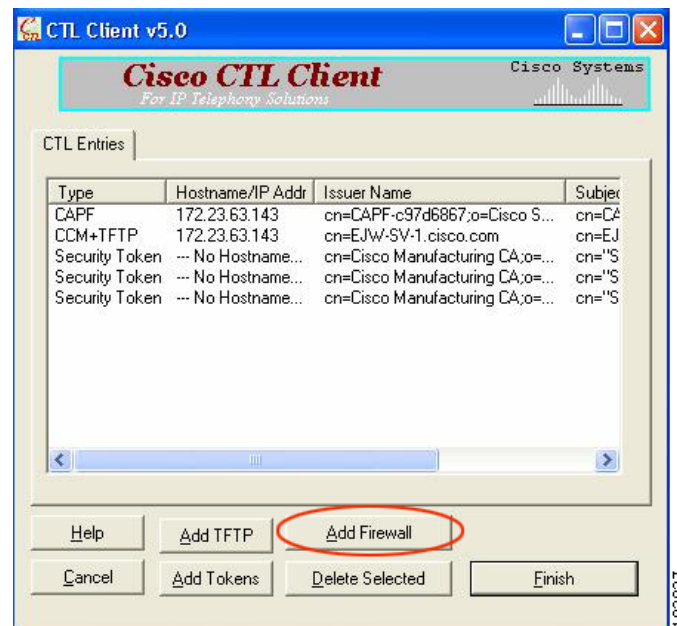 CTL Client v5.0
Cisco CTL Client
For IP Telephony Solutions
Cisco Systems
CTL Entries
Type Hostname/IP Addr Issuer Name Subjec
CAPF 172.23.63.143 cn=CAPF-c97d6867;o=Cisco S... cn=CA
CCM+TFTP 172.23.63.143 cn=EJW-SV-1.cisco.com cn=EJ
Security Token --- No Hostname... cn=Cisco Manufacturing CA;o=... cn="S
Security Token --- No Hostname... cn=Cisco Manufacturing CA;o=... cn="S
Security Token --- No Hostname... cn=Cisco Manufacturing CA;o=... cn="S
Help Add TFTP Add Firewall
Cancel Add Tokens Delete Selected Finish